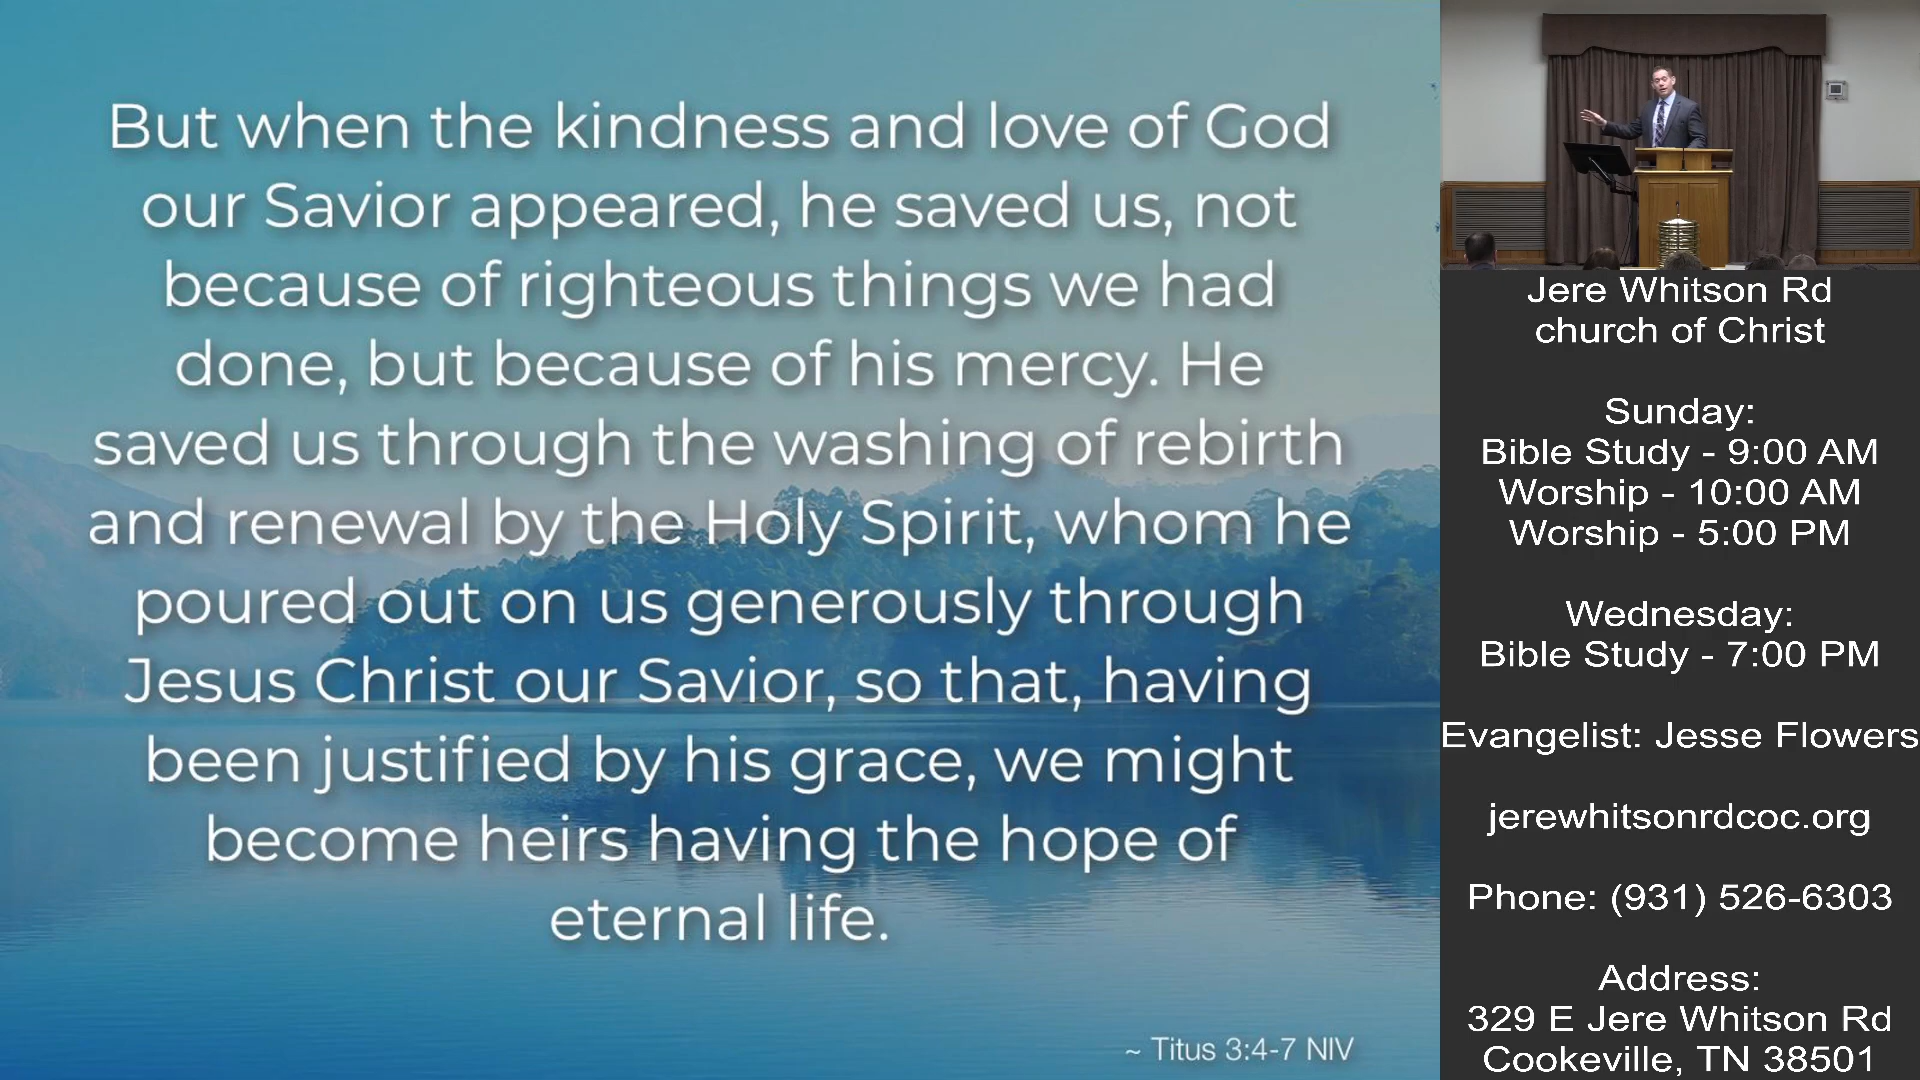 But when the kindness and love of God
our Savior appeared, he saved us, not
because of righteous things we had
done, but because of his mercy. He
saved us through the washing of rebirth
and renewal by the Holy Spirit, whom he
poured out on us generously through
Jesus Christ our Savior, so that, having
been justified by his grace, we might
become heirs having the hope of
eternal life.
~ Titus 3:4-7 NIV
Jere Whitson Rd
church of Christ
Sunday:
Bible Study - 9:00 AM
Worship - 10:00 AM
Worship - 5:00 PM
Wednesday:
Bible Study - 7:00 PM
Evangelist: Jesse Flowers
jerewhitsonrdcoc.org
Phone: (931) 526-6303
Address:
329 E Jere Whitson Rd
Cookeville, TN 38501